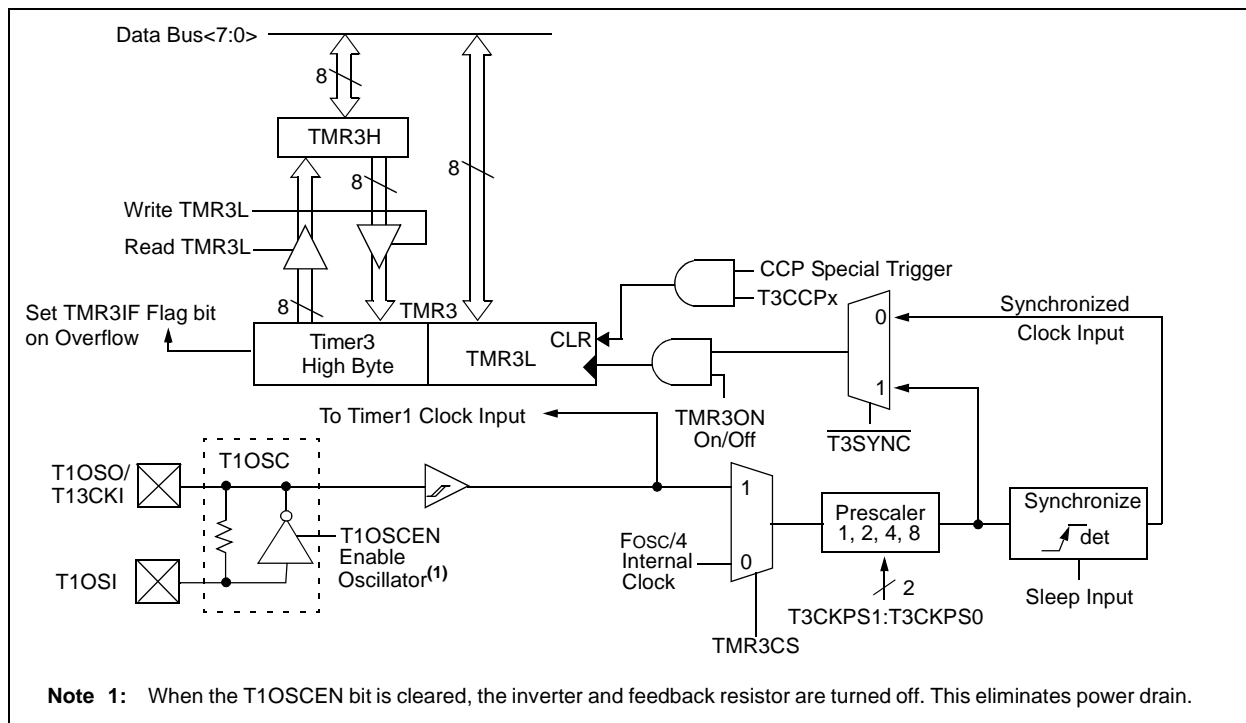 Data Bus<7:0>
8
TMR3H
8
8
Write TMR3L
Read TMR3L
8
TMR3
CCP Special Trigger
T3CCPx
Set TMR3IF Flag bit
on Overflow
Timer3
High Byte
TMR3L
CLR
0
1
Synchronized
Clock Input
To Timer1 Clock Input
TMR3ON
On/Off
T3SYNC
T1OSC
T1OSO/
T13CKI
T1OSCEN
Enable
Oscillator(1)
T1OSI
1
0
FOSC/4
Internal
Clock
Prescaler
1, 2, 4, 8
Synchronize
det
2
T3CKPS1:T3CKPS0
Sleep Input
TMR3CS
Note 1: When the T1OSCEN bit is cleared, the inverter and feedback resistor are turned off. This eliminates power drain.